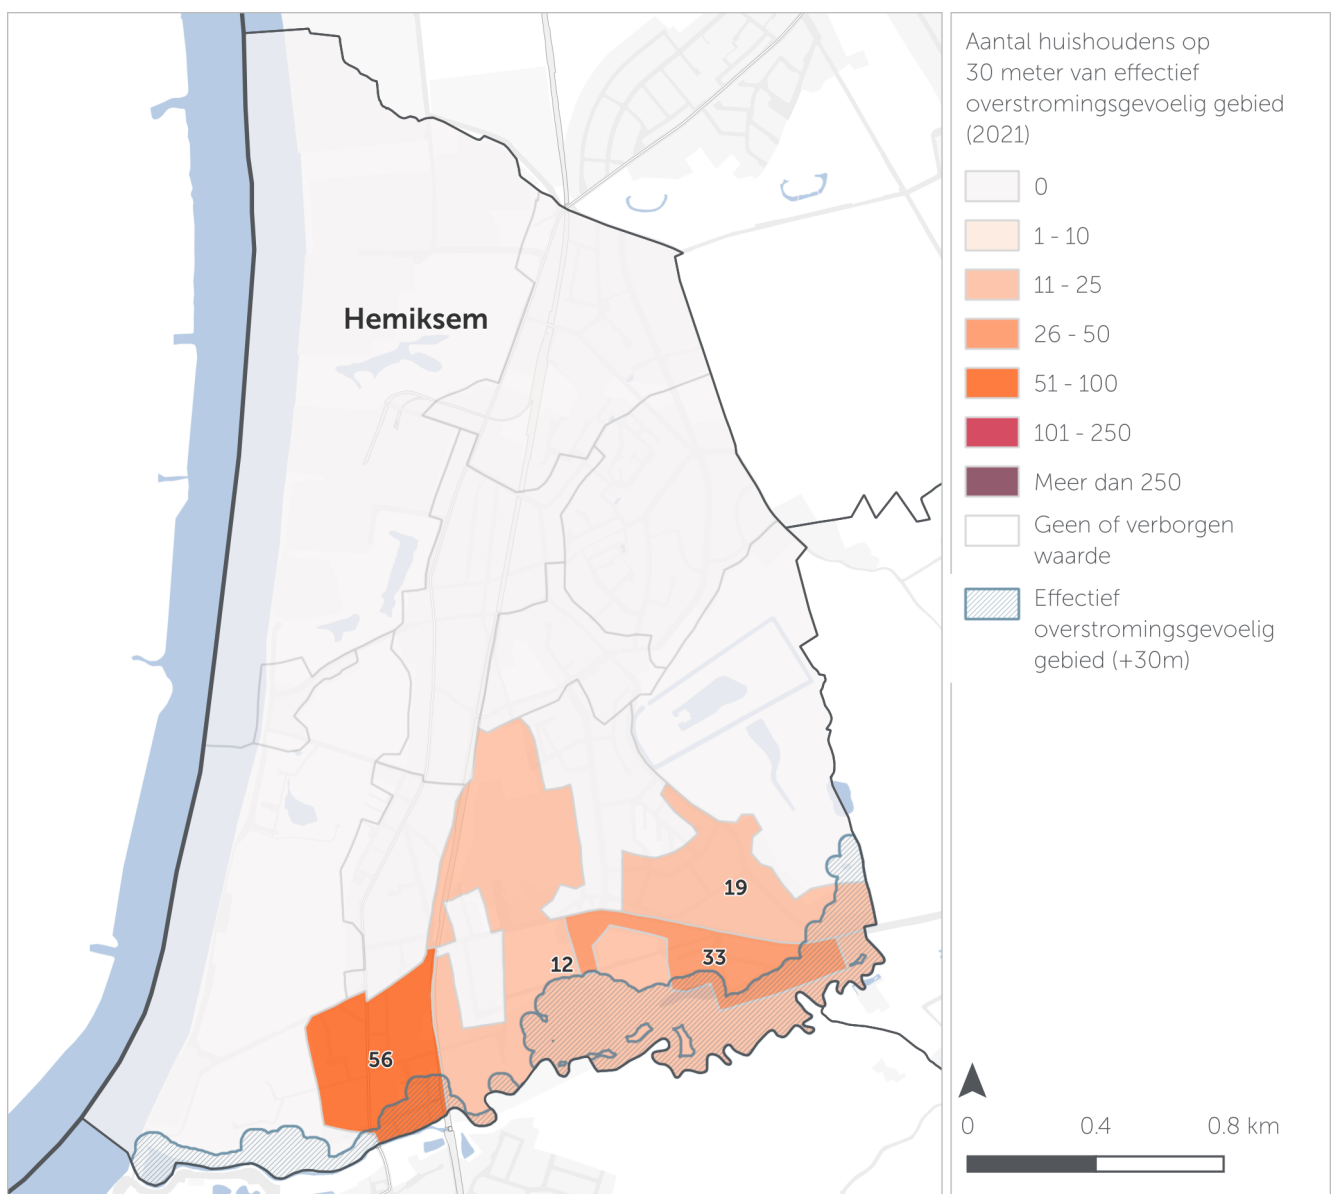 Aantal huishoudens op
30 meter van effectief
overstromingsgevoelig gebied
(2021)
0
1 - 10
11 - 25
26 - 50
51 - 100
101 - 250
Meer dan 250
Geen of verborgen
waarde
Effectief
overstromingsgevoelig
gebied (+30m)
Hemiksem
19
33
12
56
0 0.4 0.8 km